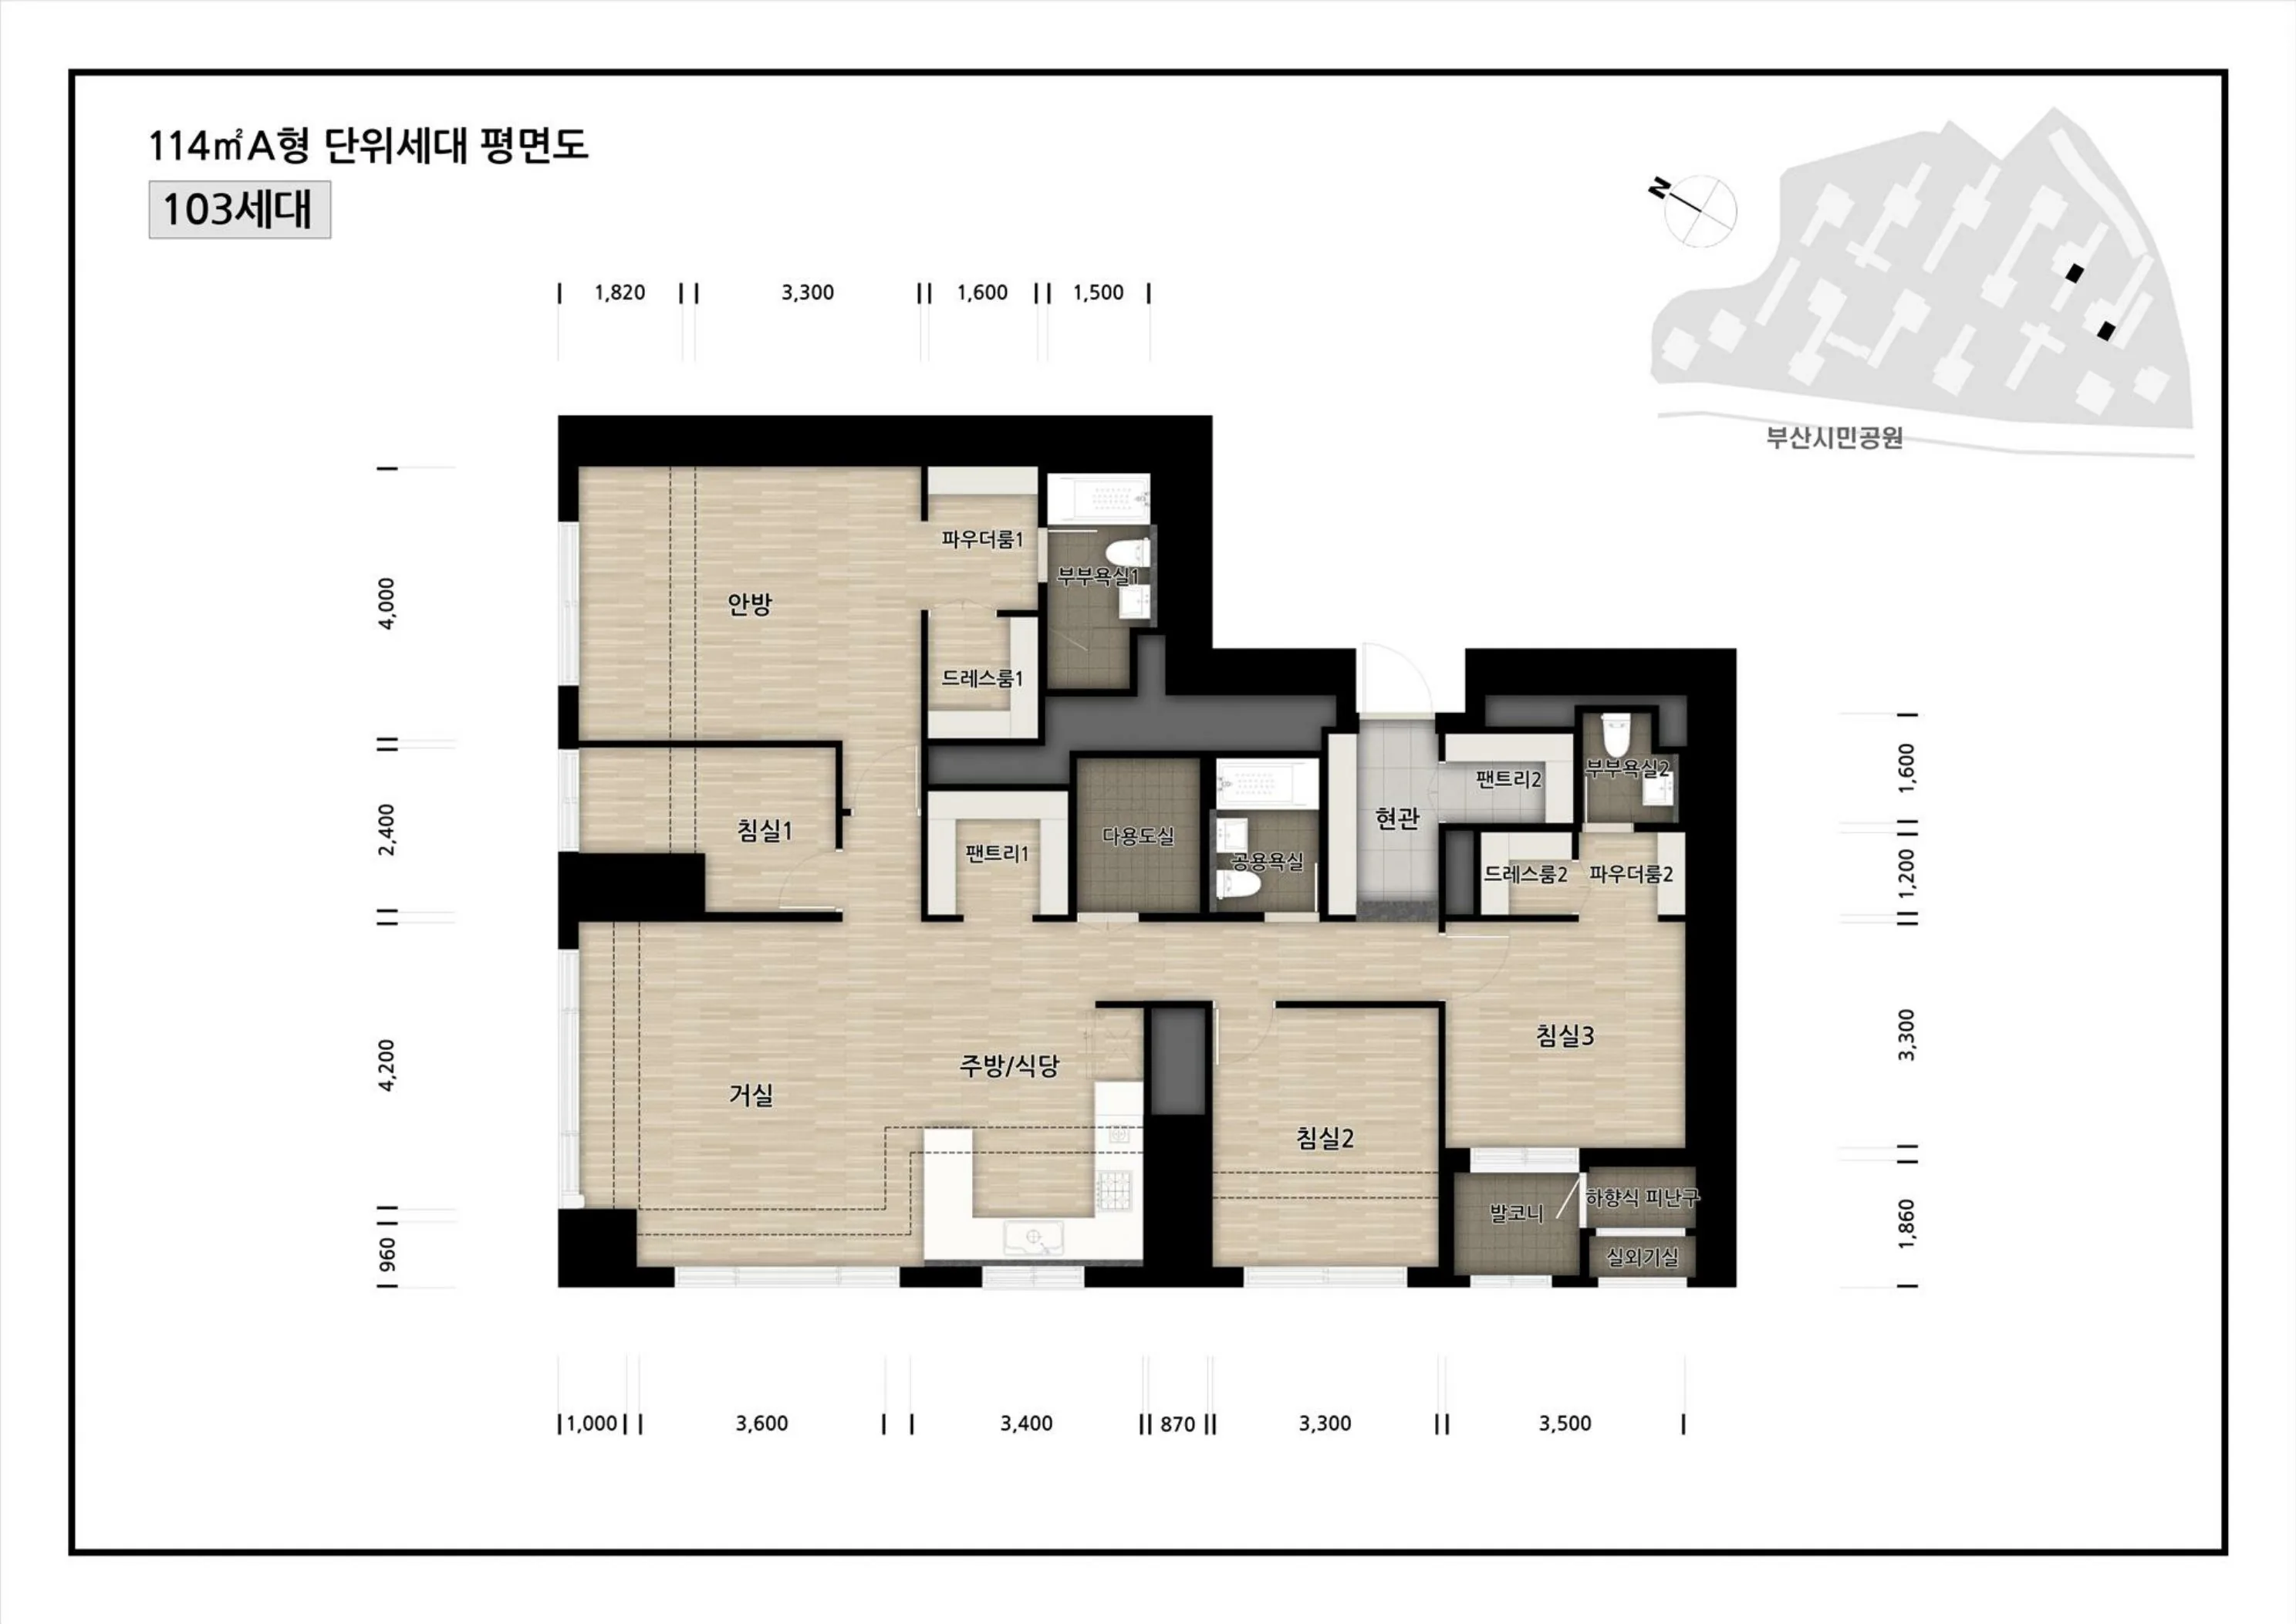 114㎡A형 단위세대 평면도
103세대
N
부산시민공원
1,820
3,300
1,600
1,500
4,000
2,400
4,200
960
1,600
1,200
3,300
1,860
안방
파우더룸1
부부욕실1
드레스룸1
침실1
팬트리1
다용도실
공용욕실
현관
팬트리2
부부욕실2
드레스룸2
파우더룸2
거실
주방/식당
침실2
침실3
발코니
하향식 피난구
실외기실
1,000
3,600
3,400
870
3,300
3,500